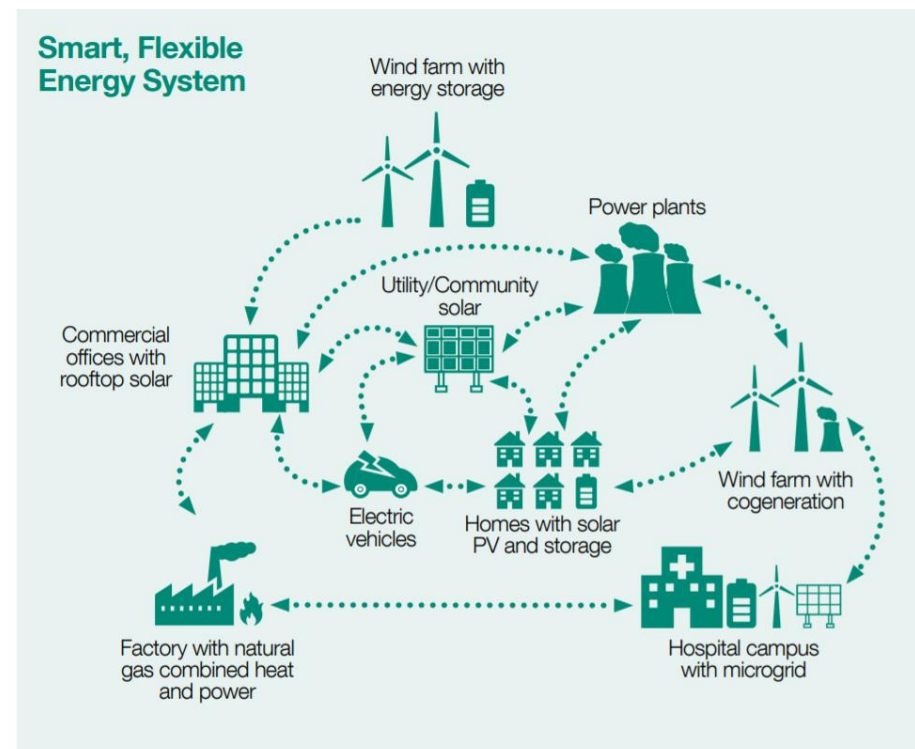 Smart, Flexible
Energy System
Wind farm with
energy storage
Power plants
Utility/Community
solar
Commercial
offices with
rooftop solar
Wind farm with
cogeneration
Electric
vehicles
Homes with solar
PV and storage
Factory with natural
gas combined heat
and power
Hospital campus
with microgrid